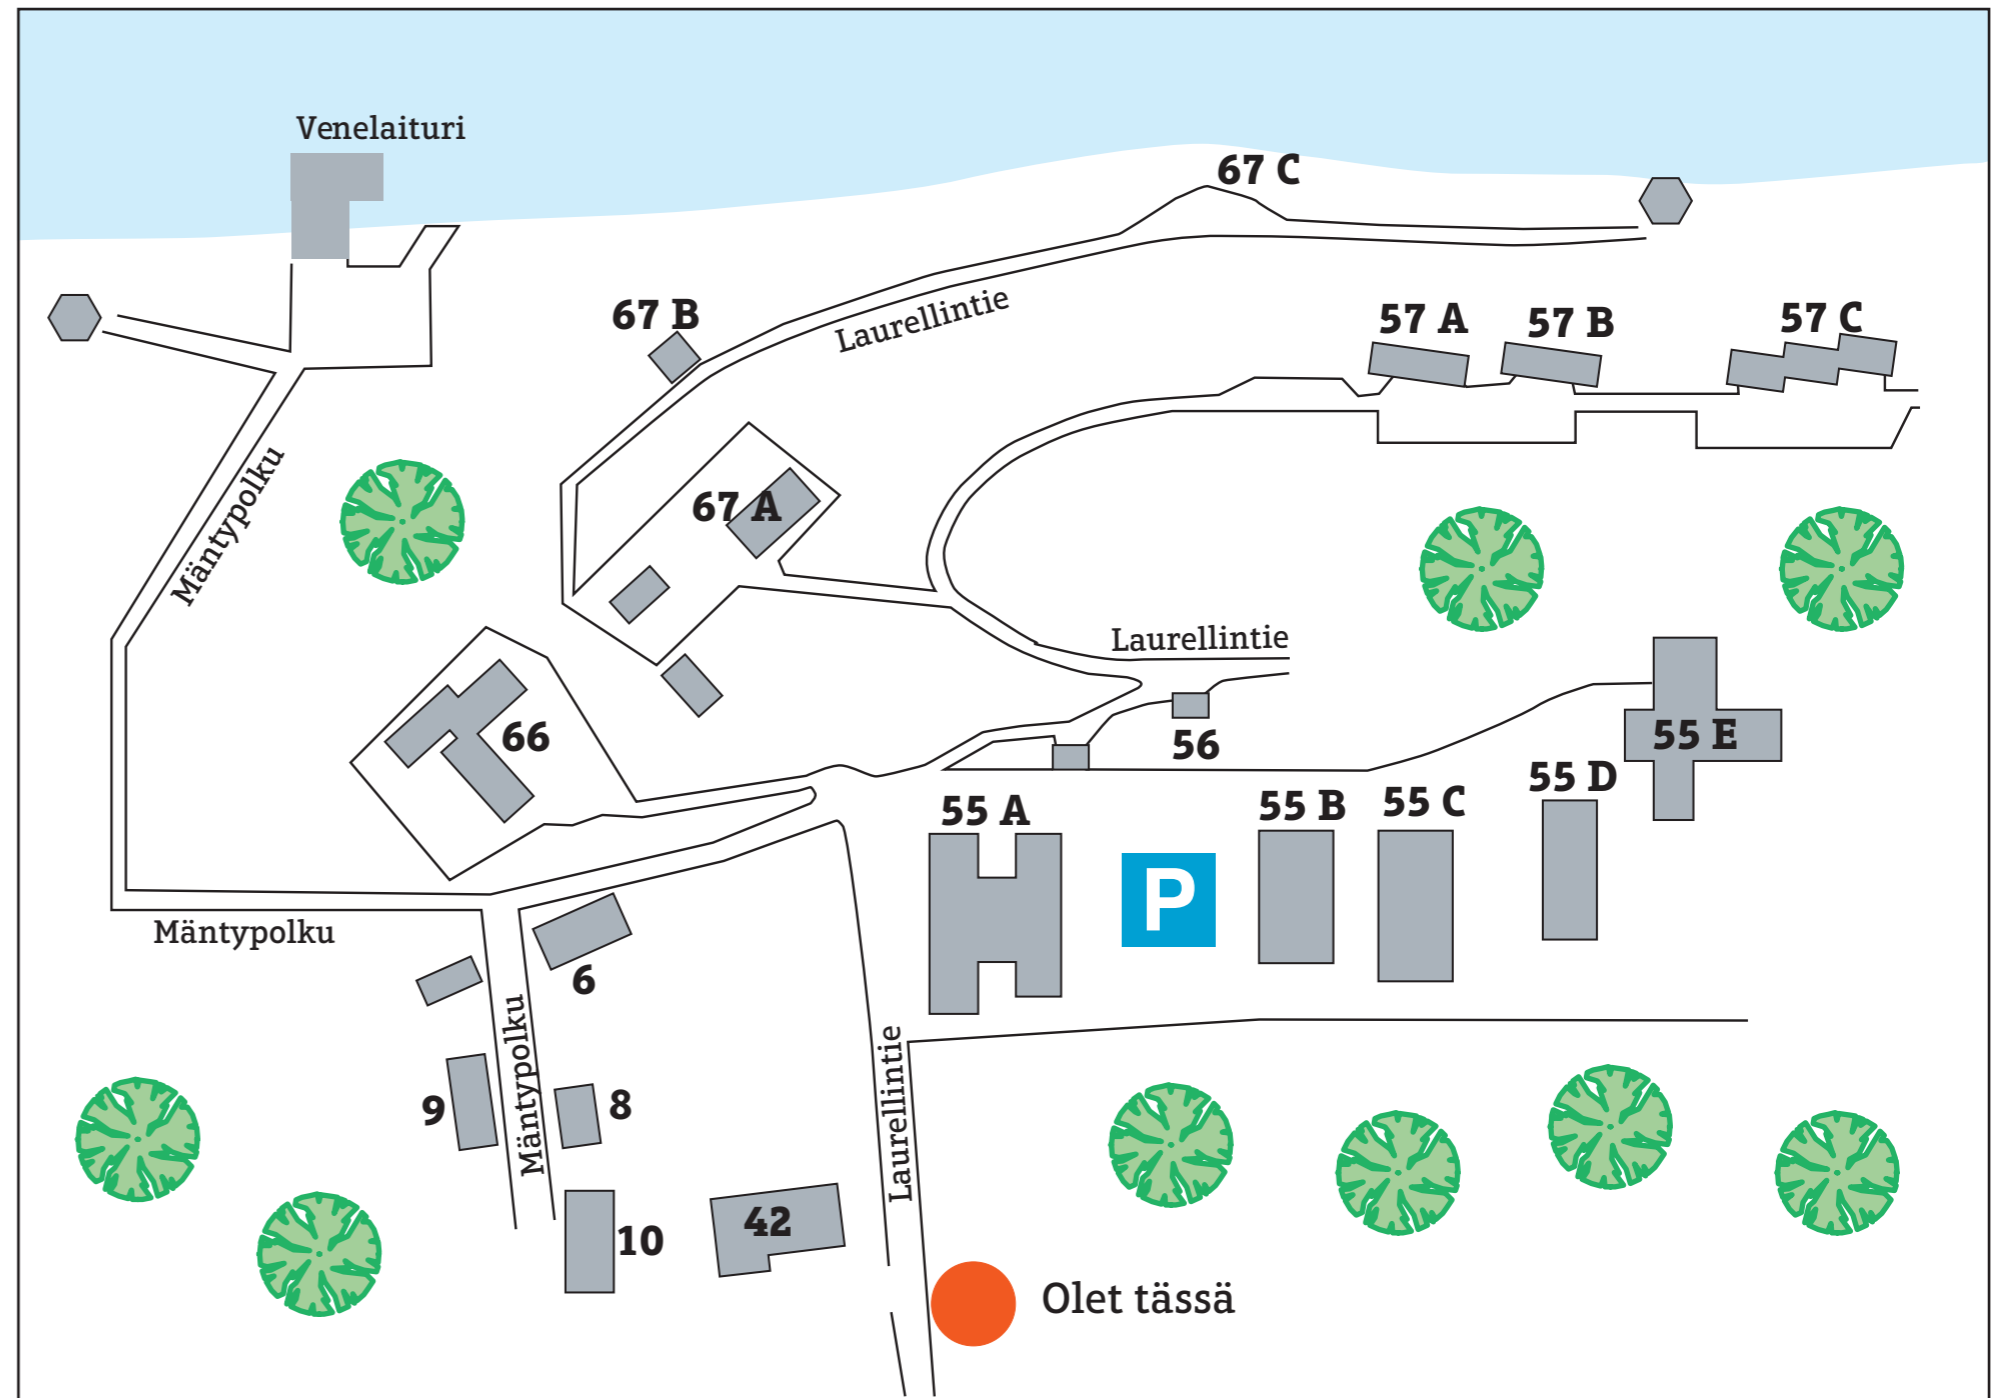 Venelaituri
67 C
67 B
Laurellintie
57 A
57 B
57 C
Mäntypolku
67 A
Laurellintie
66
56
55 E
55 D
55 A
55 B
55 C
P
Mäntypolku
6
Mäntypolku
9
8
Laurellintie
10
42
Olet tässä